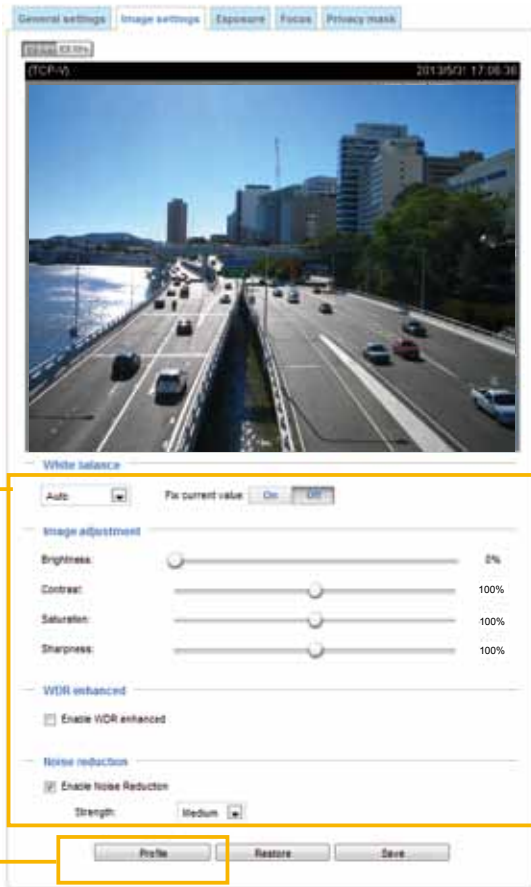 General settings Image settings Exposure Focus Privacy mask
(TCP-V) 2013/5/31 17:06:36
White balance
Auto Fix current value: On Off
Image adjustment
Brightness: 0%
Contrast: 100%
Saturation: 100%
Sharpness: 100%
WDR enhanced
Enable WDR enhanced
Noise reduction
Enable Noise Reduction
Strength: Medium
Profile Restore Save